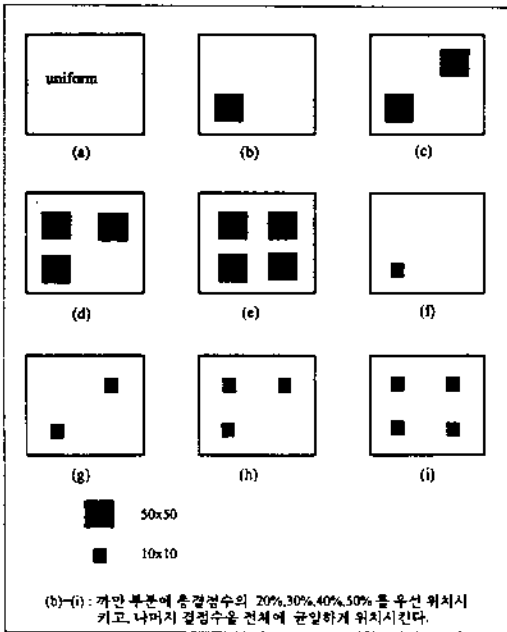 uniform
(a)
(b)
(c)
(d)
(e)
(f)
(g)
(h)
(i)
50x50
10x10
(b)-(i) : 까만 부분에 총결점수의 20%,30%,40%,50% 를 우선 위치시
키고, 나머지 결점수을 전체에 균일하게 위치시킨다.